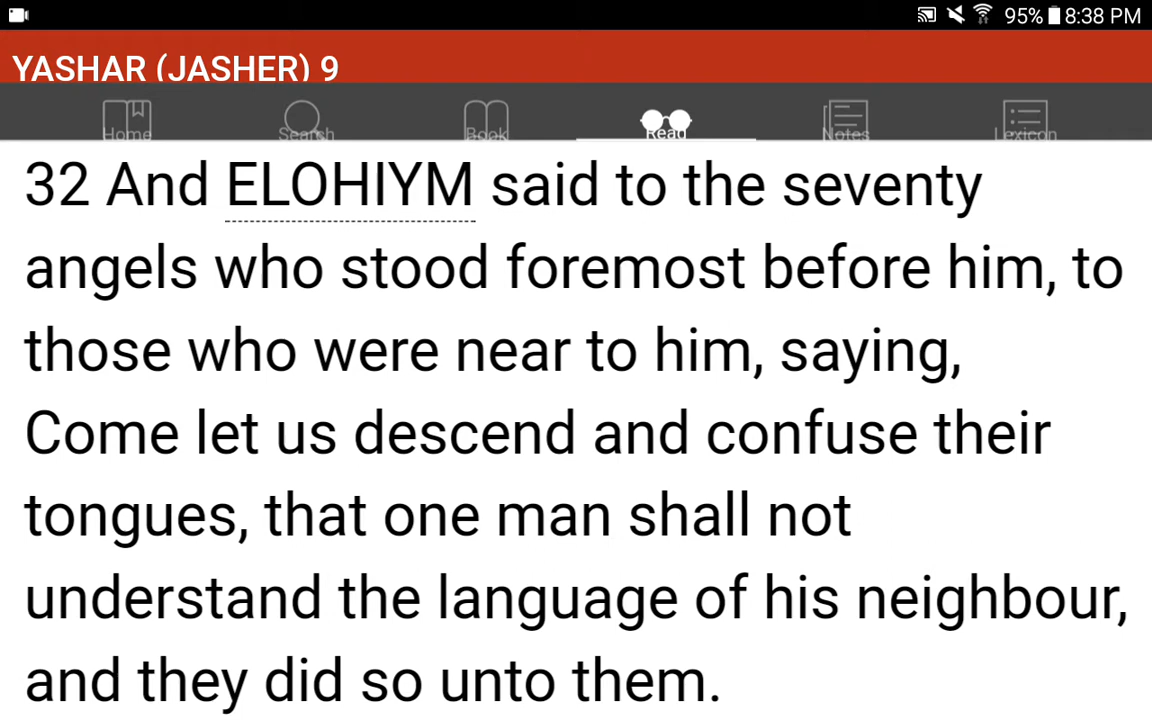 95% 8:38 PM
YASHAR (JASHER) 9
Home Search Book Read Notes Lexicon
32 And ELOHIYM said to the seventy
angels who stood foremost before him, to
those who were near to him, saying,
Come let us descend and confuse their
tongues, that one man shall not
understand the language of his neighbour,
and they did so unto them.